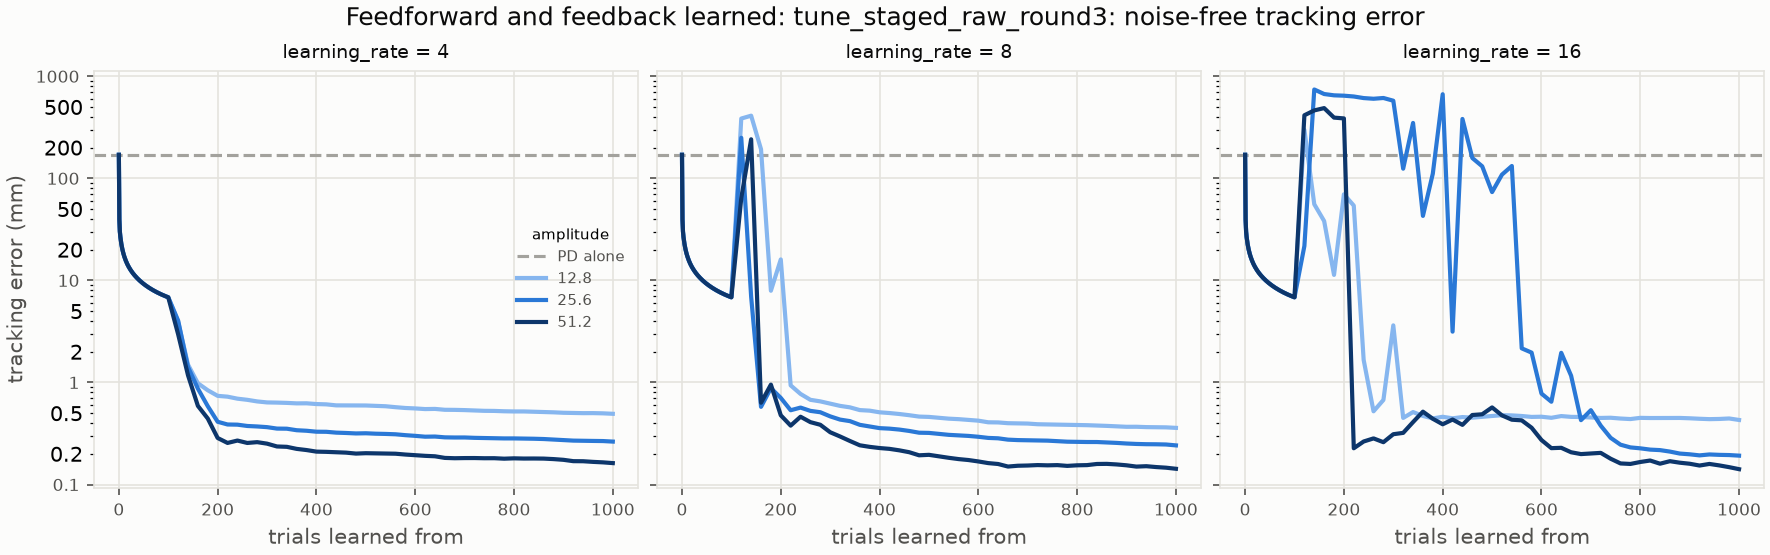 Feedforward and feedback learned: tune_staged_raw_round3: noise-free tracking error
learning_rate = 4
learning_rate = 8
learning_rate = 16
tracking error (mm)
1000
500
200
100
50
20
10
5
2
1
0.5
0.2
0.1
amplitude
PD alone
12.8
25.6
51.2
0 200 400 600 800 1000
0 200 400 600 800 1000
0 200 400 600 800 1000
trials learned from
trials learned from
trials learned from